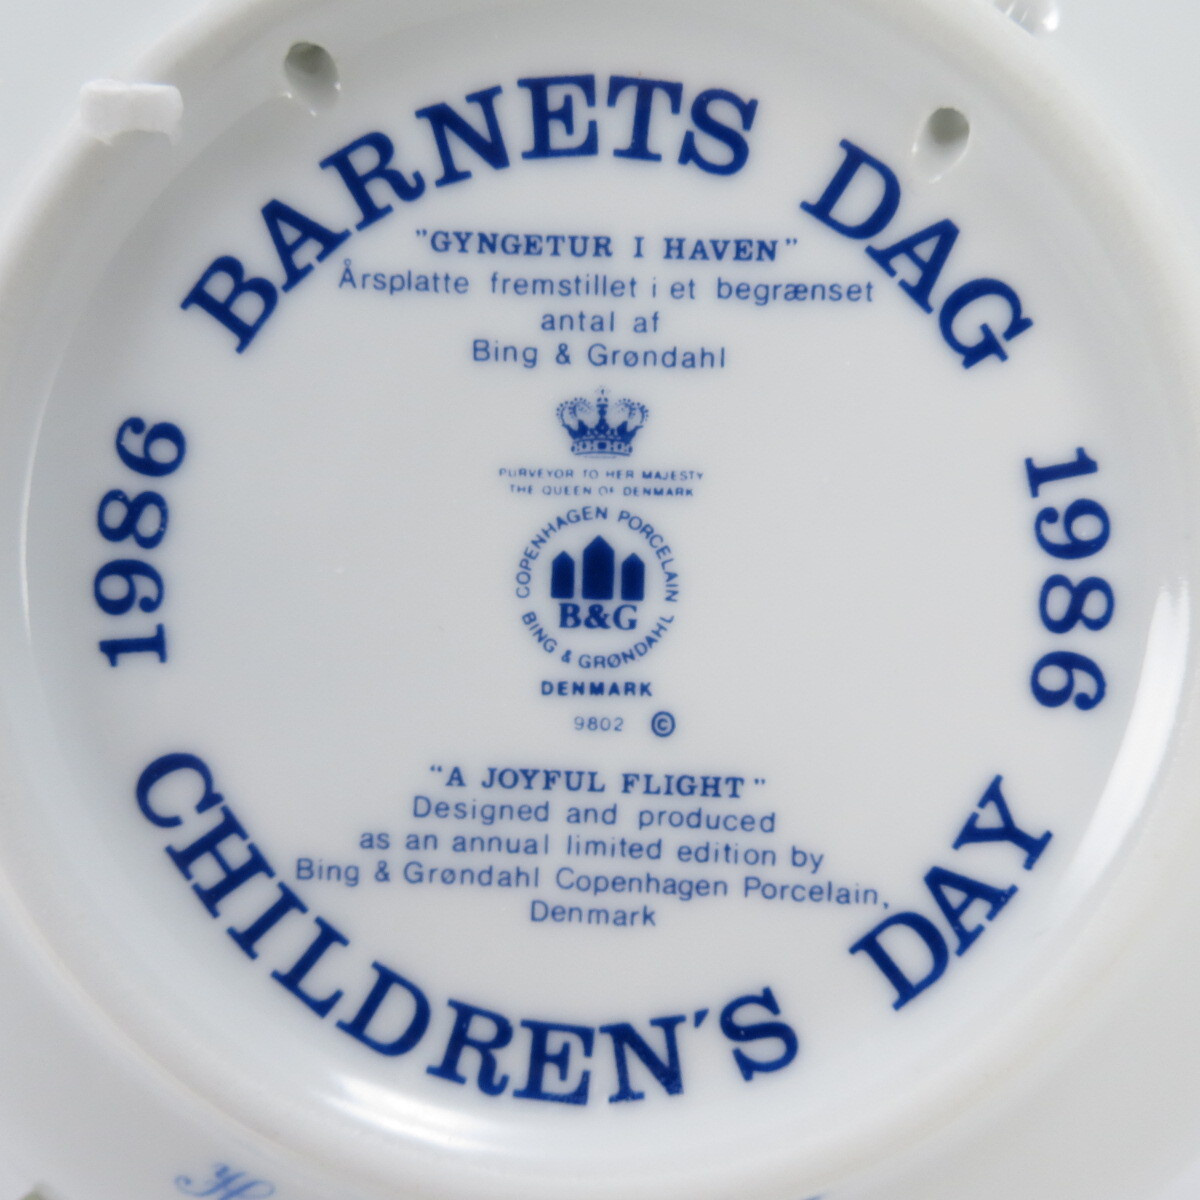 BARNETS DAG
"GYNGETUR I HAVEN"
Årsplatte fremstillet i et begrænset
antal af
Bing & Grøndahl
PURVEYOR TO HER MAJESTY
THE QUEEN OF DENMARK
COPENHAGEN PORCELAIN
B&G
BING & GRØNDAHL
DENMARK
9802 ©
1986
1986
"A JOYFUL FLIGHT"
Designed and produced
as an annual limited edition by
Bing & Grøndahl Copenhagen Porcelain,
Denmark
CHILDREN'S DAY